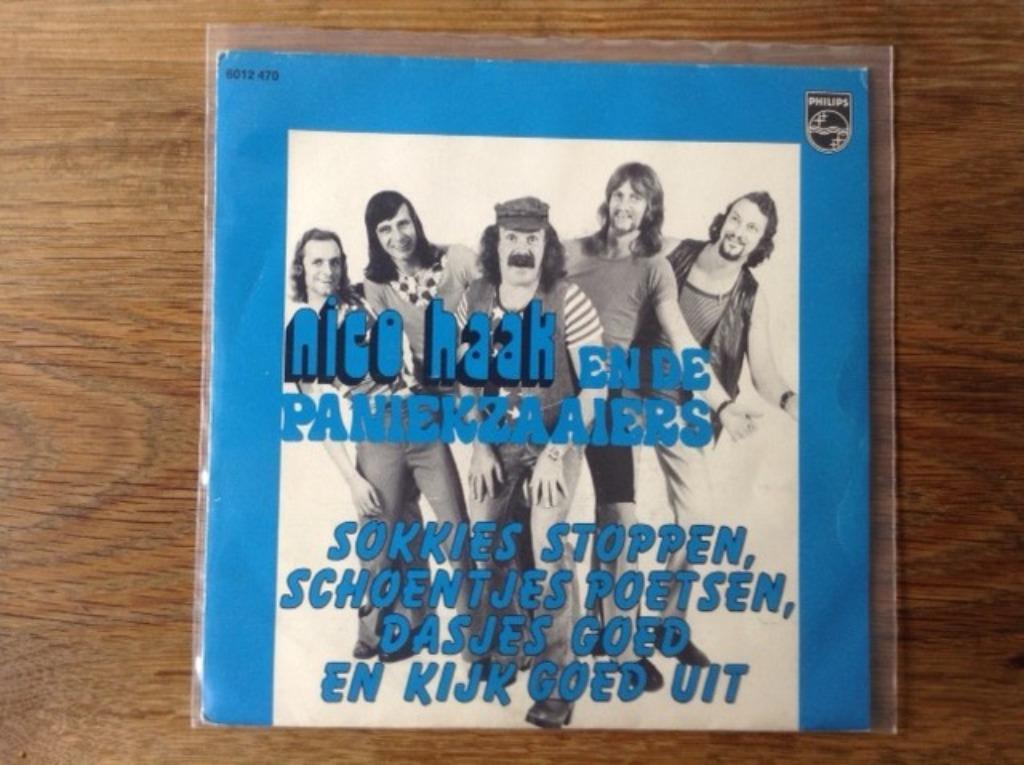 6012 470
PHILIPS
nico haak EN DE
PANIEKZAAIERS
SOKKIES STOPPEN,
SCHOENTJES POETSEN,
DASJES GOED
EN KIJK GOED UIT